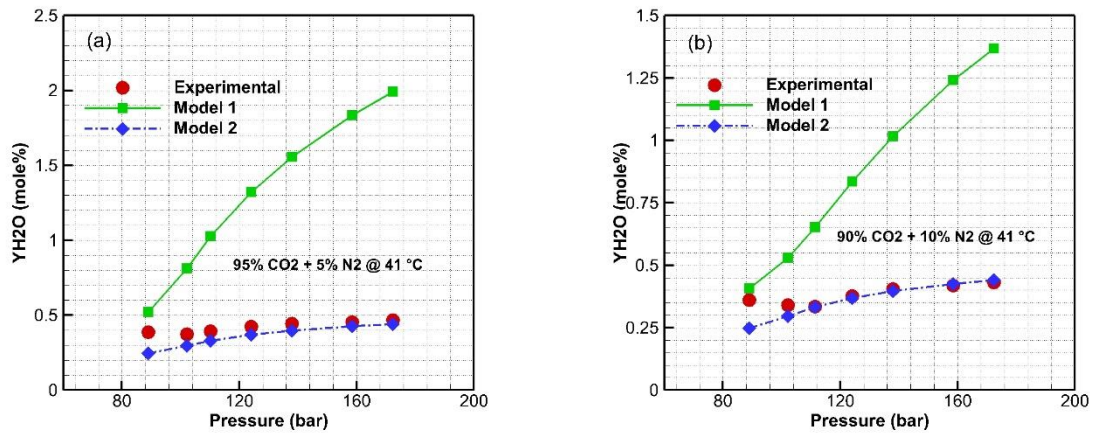 (a)
Experimental
Model 1
Model 2
95% CO2 + 5% N2 @ 41 °C
YH2O (mole%)
2.5
2
1.5
1
0.5
0
80
120
160
200
Pressure (bar)
(b)
Experimental
Model 1
Model 2
90% CO2 + 10% N2 @ 41 °C
YH2O (mole%)
1.5
1.25
1
0.75
0.5
0.25
0
80
120
160
200
Pressure (bar)